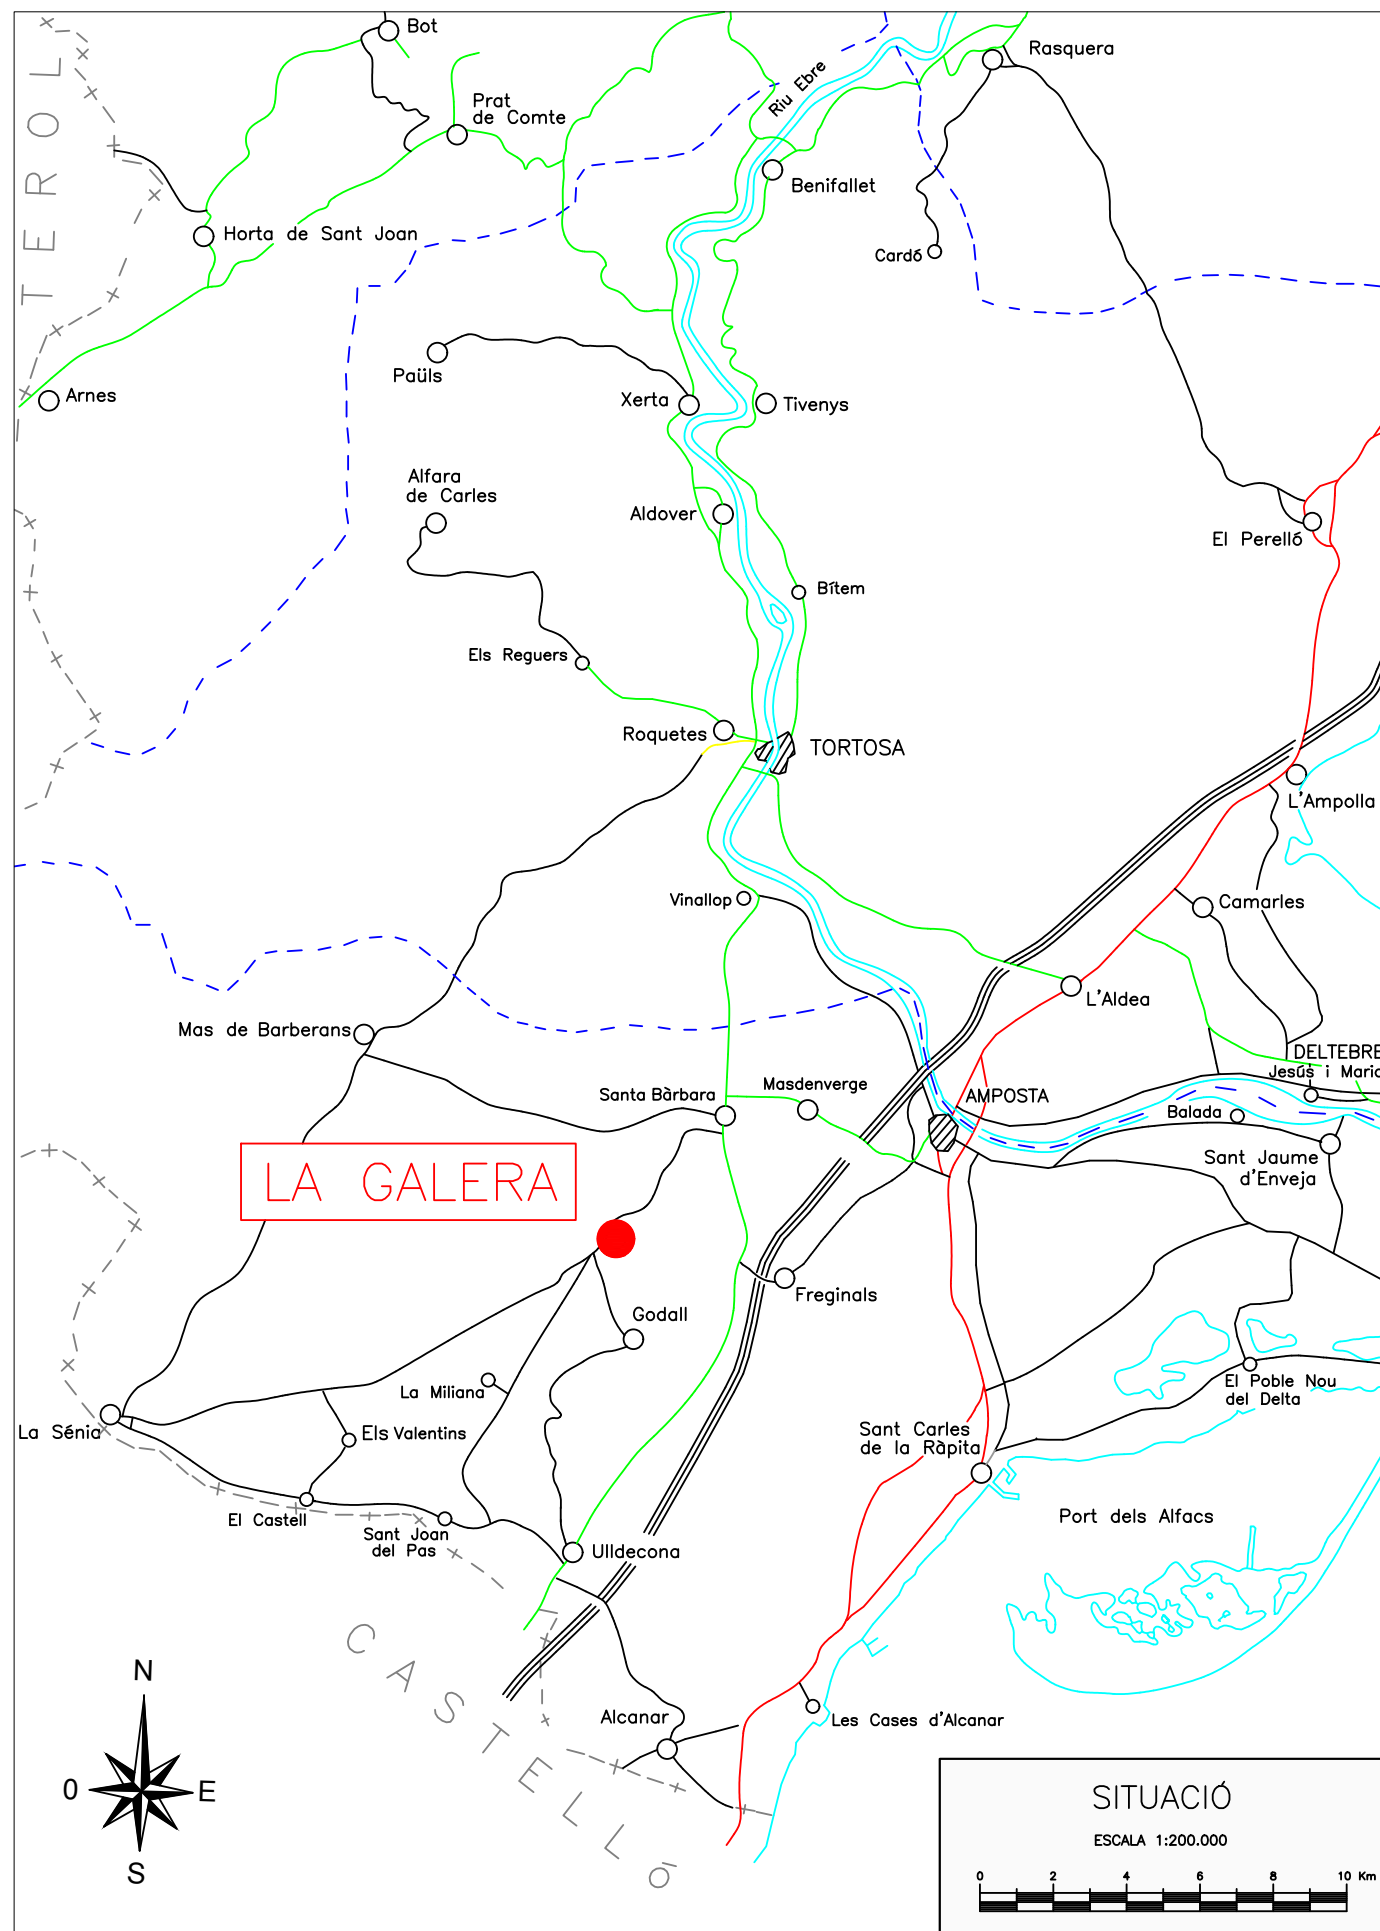 Bot
Rasquera
TEROL
Prat
de Comte
Riu Ebre
Benifallet
Horta de Sant Joan
Cardó
Paüls
Arnes
Xerta
Tivenys
Alfara
de Carles
Aldover
El Perelló
Bítem
Els Reguers
Roquetes
TORTOSA
L'Ampolla
Vinallop
Camarles
L'Aldea
Mas de Barberans
DELTEBRE
Jesús i Maria
Masdenverge
Santa Bàrbara
AMPOSTA
Balada
Sant Jaume
d'Enveja
LA GALERA
Freginals
Godall
La Miliana
El Poble Nou
del Delta
La Sénia
Els Valentins
Sant Carles
de la Ràpita
El Castell
Sant Joan
del Pas
Port dels Alfacs
Ulldecona
CASTELLÓ
N
O
E
S
Alcanar
Les Cases d'Alcanar
SITUACIÓ
ESCALA 1:200.000
0 2 4 6 8 10 Km